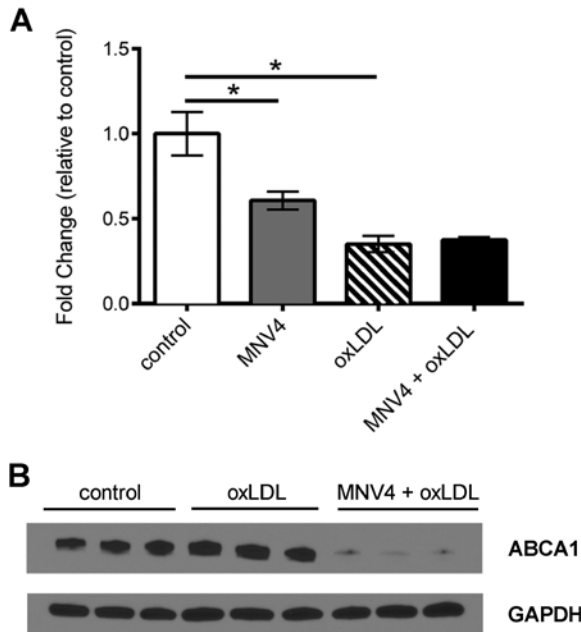 A
Fold Change (relative to control)
1.5
1.0
0.5
0.0
*
*
control
MNV4
oxLDL
MNV4 + oxLDL
B
control oxLDL MNV4 + oxLDL
ABCA1
GAPDH